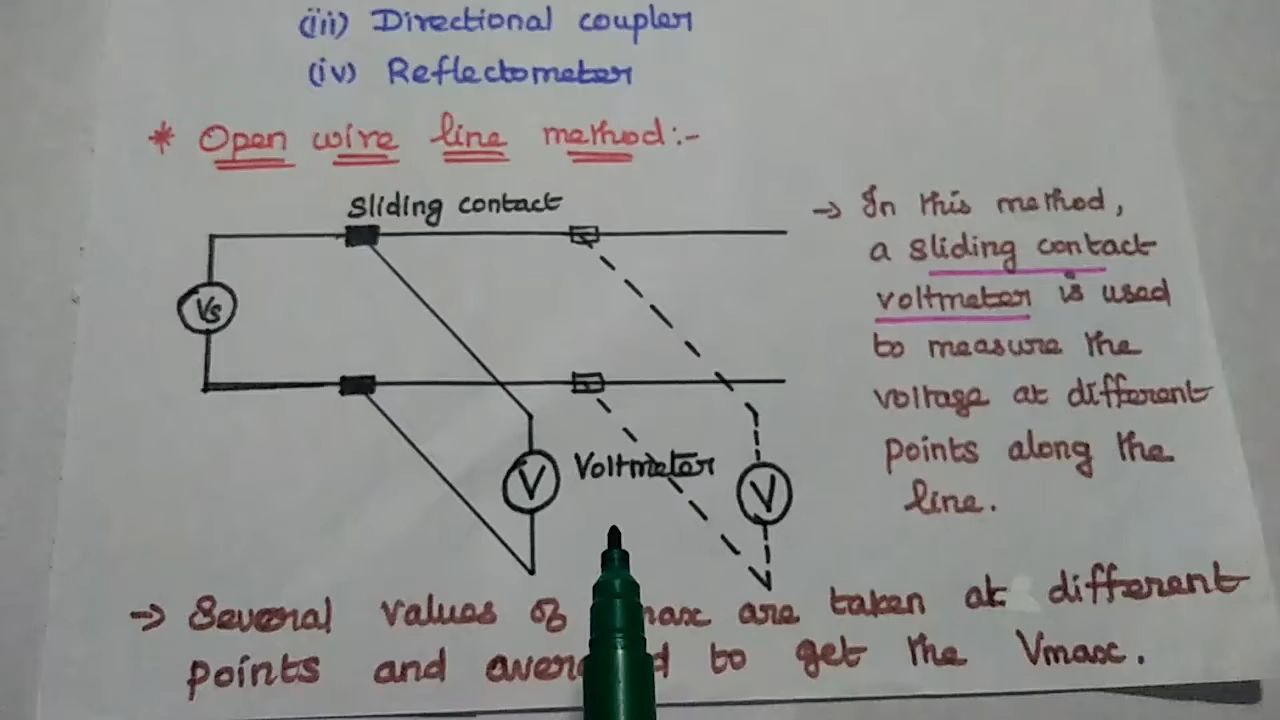 (iii) Directional coupler
(iv) Reflectometer
* Open wire line method:-
Sliding contact
Vs
V
Voltmeter
V
→ In this method,
a sliding contact
voltmeter is used
to measure the
voltage at different
points along the
line.
→ Several values of max are taken at different
points and to get the Vmax.